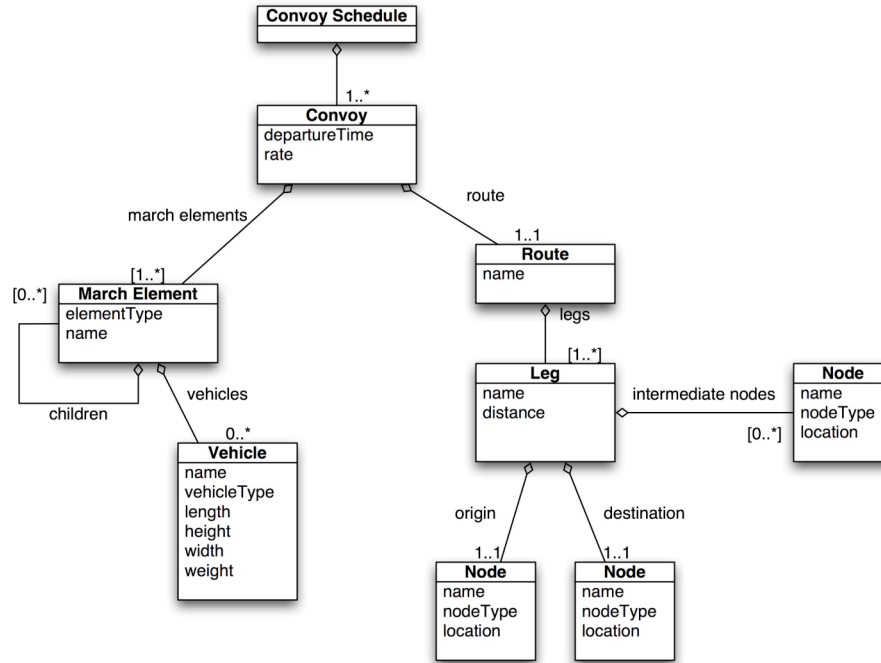 Convoy Schedule
1..*
Convoy
departureTime
rate
march elements
route
[1..*]
1..1
[0..*]
March Element
elementType
name
children
vehicles
0..*
Vehicle
name
vehicleType
length
height
width
weight
Route
name
legs
[1..*]
Leg
name
distance
intermediate nodes
[0..*]
Node
name
nodeType
location
origin
destination
1..1
1..1
Node
name
nodeType
location
Node
name
nodeType
location